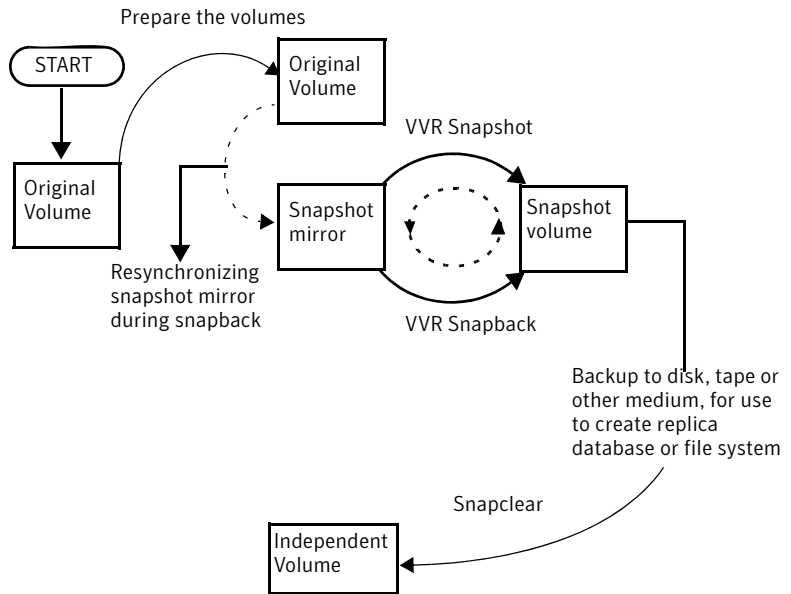 Prepare the volumes
START
Original
Volume
Original
Volume
VVR Snapshot
Snapshot
mirror
Snapshot
volume
Resynchronizing
snapshot mirror
during snapback
VVR Snapback
Backup to disk, tape or
other medium, for use
to create replica
database or file system
Snapclear
Independent
Volume